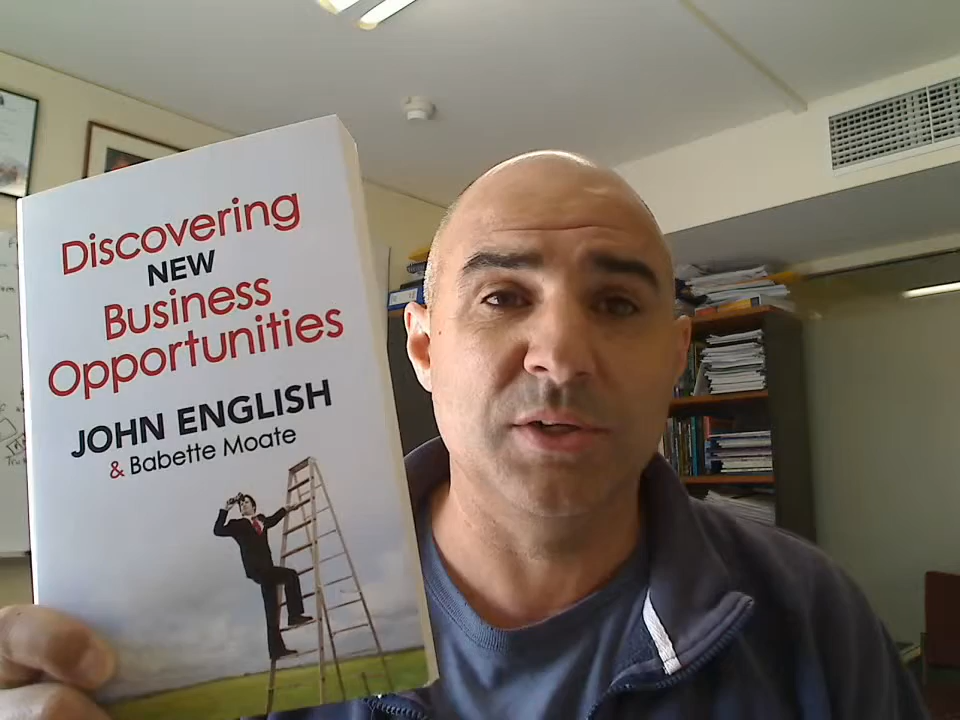 Discovering
NEW
Business
Opportunities
JOHN ENGLISH
& Babette Moate